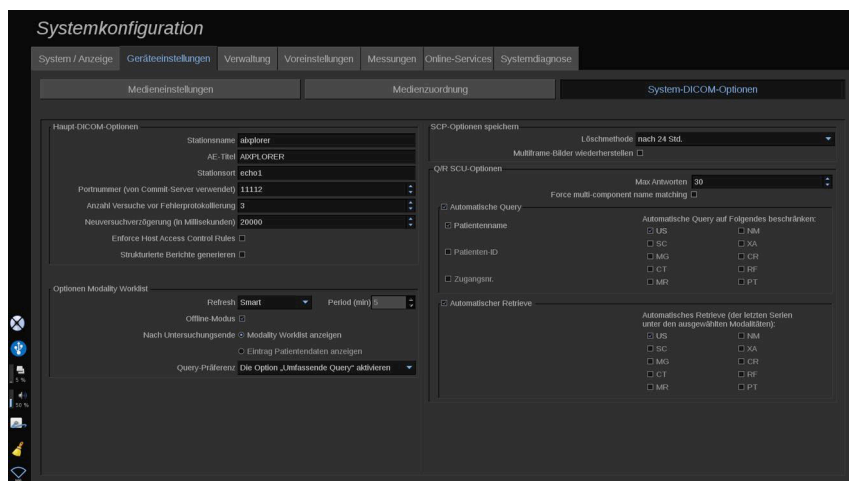 Systemkonfiguration
System / Anzeige Geräteeinstellungen Verwaltung Voreinstellungen Messungen Online-Services Systemdiagnose
Medieneinstellungen Medienzuordnung System-DICOM-Optionen
Haupt-DICOM-Optionen
Stationsname aixplorer
AE-Titel AIXPLORER
Stationsort echo1
Portnummer (von Commit-Server verwendet) 11112
Anzahl Versuche vor Fehlerprotokollierung 3
Neuversuchverzögerung (in Millisekunden) 20000
Enforce Host Access Control Rules
Strukturierte Berichte generieren
Optionen Modality Worklist
Refresh Smart Period (min) 5
Offline-Modus
Nach Untersuchungsende Modality Worklist anzeigen
Eintrag Patientendaten anzeigen
Query-Präferenz Die Option „Umfassende Query“ aktivieren
SCP-Optionen speichern
Löschmethode nach 24 Std.
Multiframe-Bilder wiederherstellen
Q/R SCU-Optionen
Max Antworten 30
Force multi-component name matching
Automatische Query
Patientenname
Patienten-ID
Zugangsnr.
Automatische Query auf Folgendes beschränken:
US NM
SC XA
MG CR
CT RF
MR PT
Automatischer Retrieve
Automatisches Retrieve (der letzten Serien
unter den ausgewählten Modalitäten):
US NM
SC XA
MG CR
CT RF
MR PT
5 %
50 %